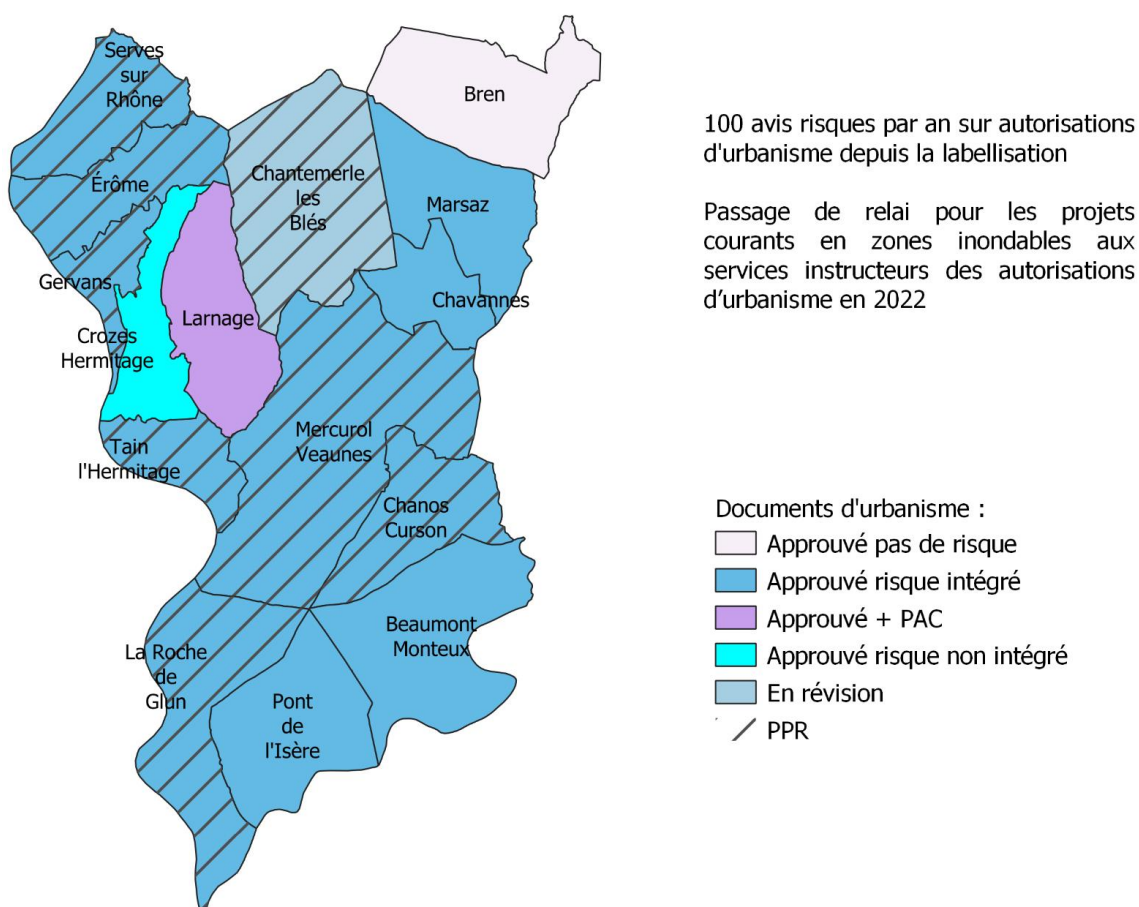 Serves
sur
Rhône
Bren
Érôme
Chantemerle
les
Blés
Marsaz
Gervans
Chavannes
Larnage
Crozes
Hermitage
Mercurol
Veaunes
Tain
l'Hermitage
Chanos
Curson
Beaumont
Monteux
La Roche
de
Glun
Pont
de
l'Isère
100 avis risques par an sur autorisations
d'urbanisme depuis la labellisation
Passage de relai pour les projets
courants en zones inondables aux
services instructeurs des autorisations
d’urbanisme en 2022
Documents d'urbanisme :
Approuvé pas de risque
Approuvé risque intégré
Approuvé + PAC
Approuvé risque non intégré
En révision
PPR